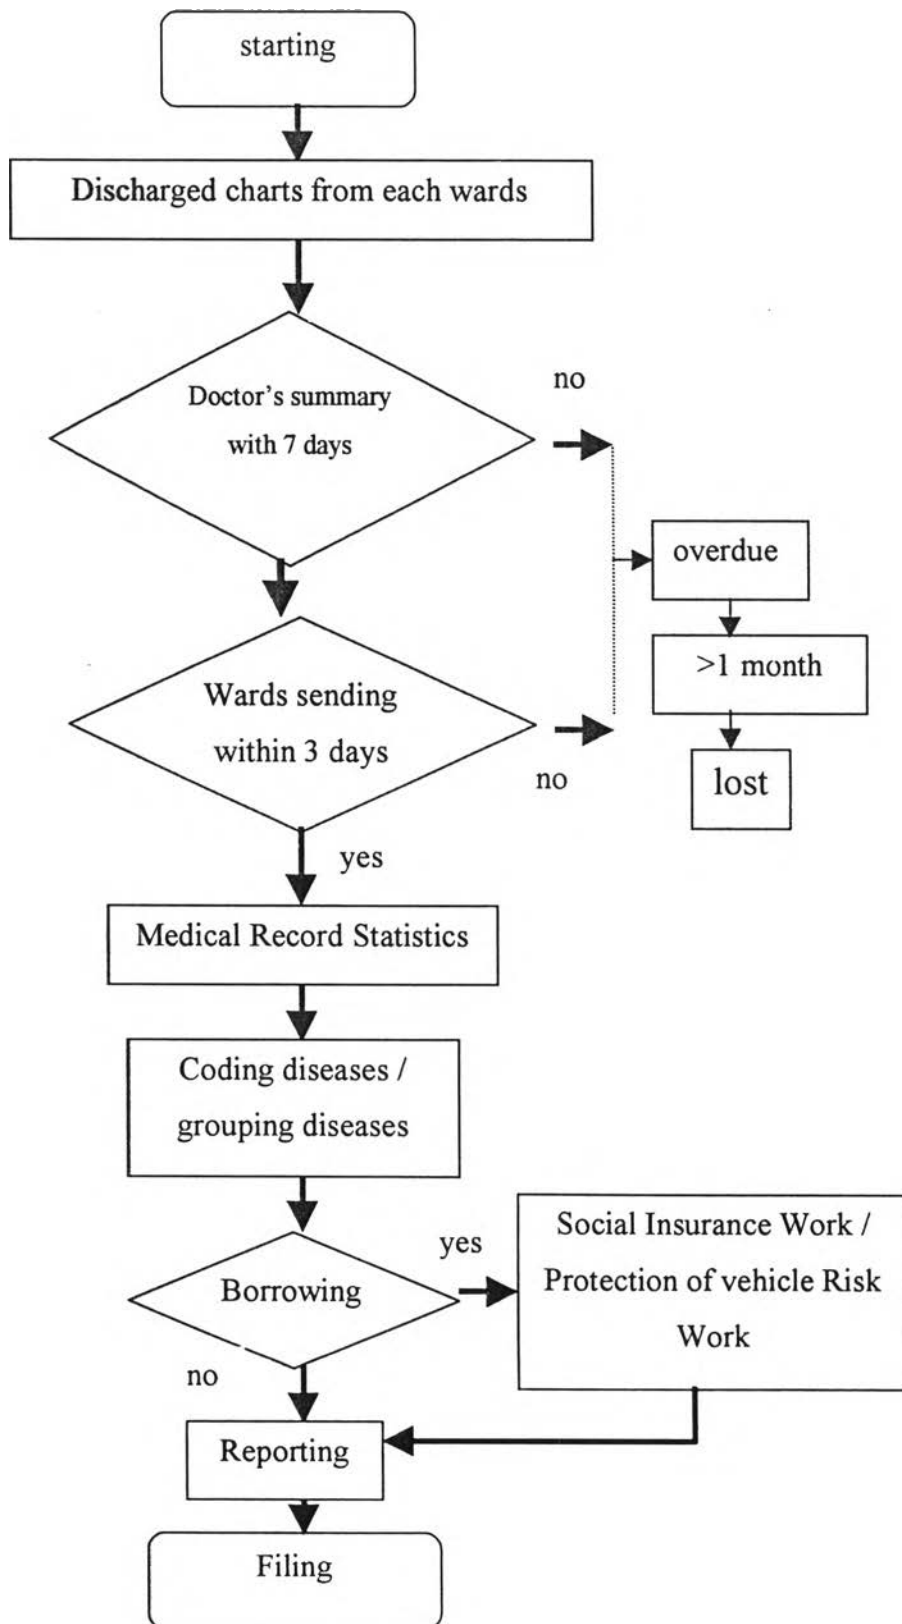 starting
Discharged charts from each wards
Doctor's summary
with 7 days
no
overdue
>1 month
lost
Wards sending
within 3 days
no
yes
Medical Record Statistics
Coding diseases /
grouping diseases
Borrowing
yes
Social Insurance Work /
Protection of vehicle Risk
Work
no
Reporting
Filing